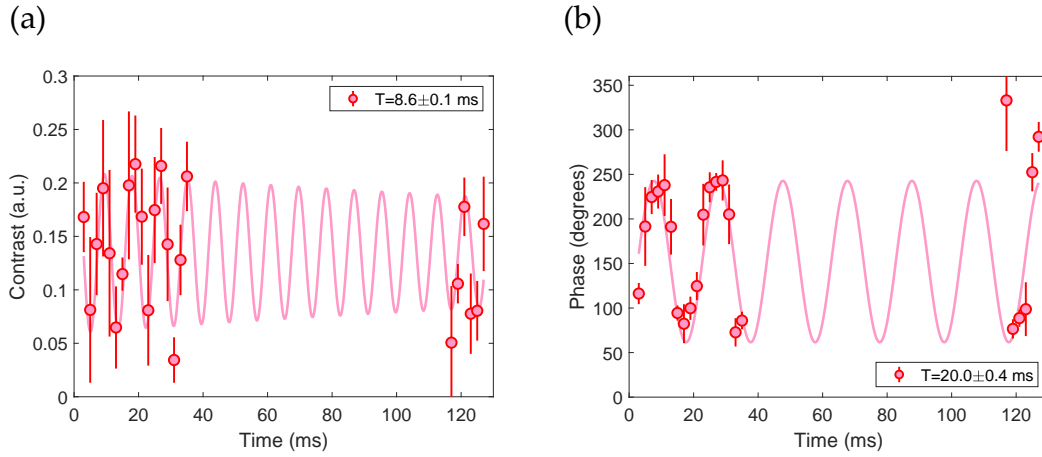 (a)
(b)
Contrast (a.u.)
0.3
0.25
0.2
0.15
0.1
0.05
0
T=8.6±0.1 ms
0 20 40 60 80 100 120
Time (ms)
Phase (degrees)
350
300
250
200
150
100
50
0
T=20.0±0.4 ms
0 20 40 60 80 100 120
Time (ms)